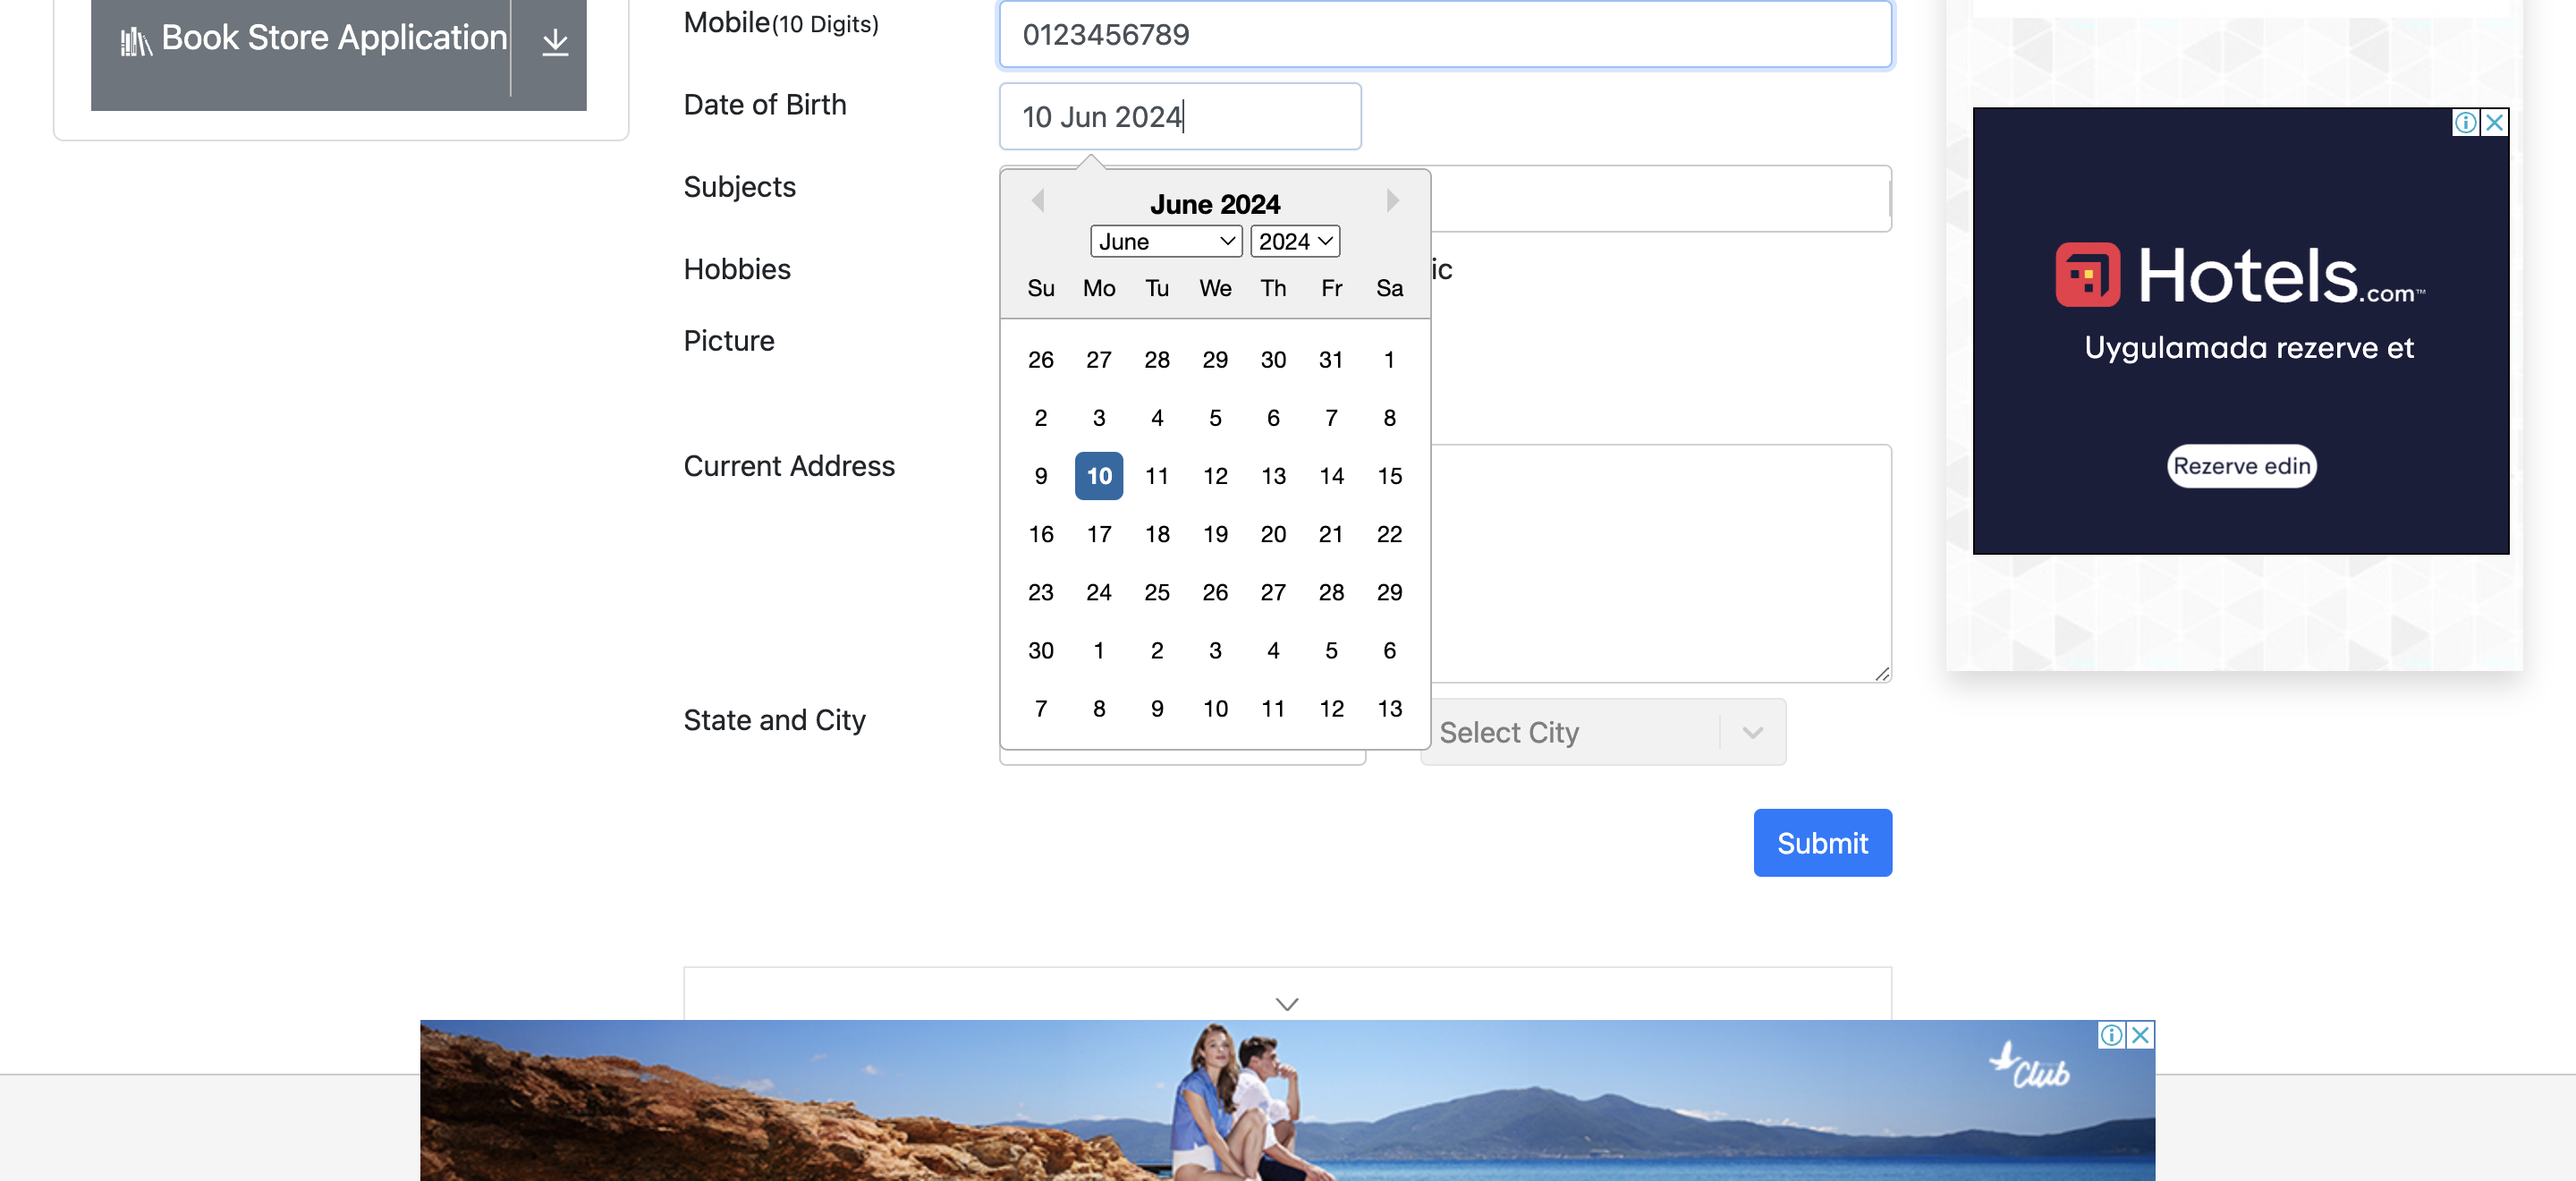 Book Store Application
Mobile(10 Digits)
0123456789
Date of Birth
10 Jun 2024
Subjects
June 2024
June
2024
Su Mo Tu We Th Fr Sa
26 27 28 29 30 31 1
2 3 4 5 6 7 8
9 10 11 12 13 14 15
16 17 18 19 20 21 22
23 24 25 26 27 28 29
30 1 2 3 4 5 6
7 8 9 10 11 12 13
Hobbies
ic
Picture
Current Address
State and City
Select City
Submit
Hotels.com™
Uygulamada rezerve et
Rezerve edin
Club